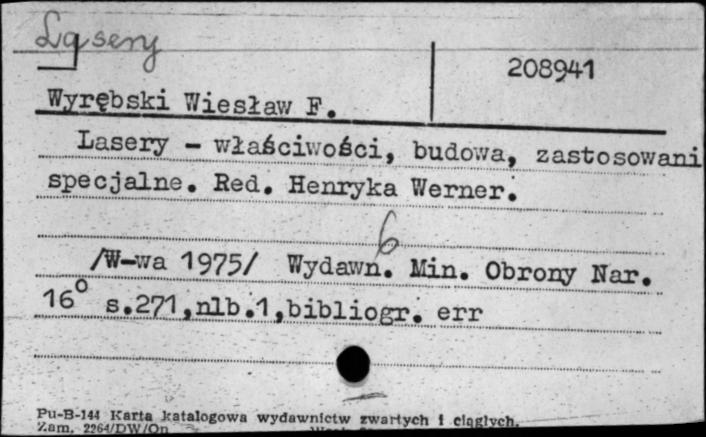 Lasery
208941
Wyrębski Wiesław F.
Lasery - właściwości, budowa, zastosowani
specjalne. Red. Henryka Werner.
6
/W-wa 1975/ Wydawn. Min. Obrony Nar.
16° s.271,nlb.1,bibliogr. err
Pu-B-144 Karta katalogowa wydawnictw zwartych i ciągłych.
Zam. 2264/DW/On